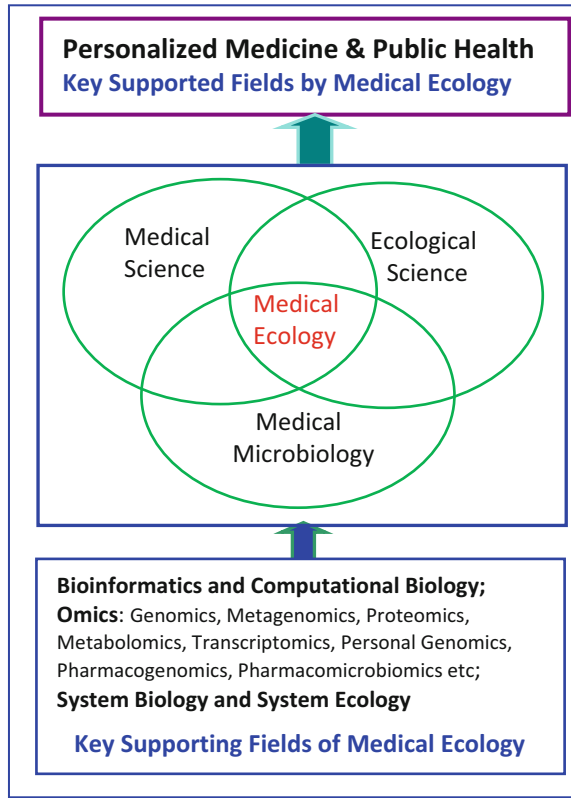 Personalized Medicine & Public Health
Key Supported Fields by Medical Ecology
Medical
Science
Ecological
Science
Medical
Ecology
Medical
Microbiology
Bioinformatics and Computational Biology;
Omics: Genomics, Metagenomics, Proteomics,
Metabolomics, Transcriptomics, Personal Genomics,
Pharmacogenomics, Pharmacomicrobiomics etc;
System Biology and System Ecology
Key Supporting Fields of Medical Ecology